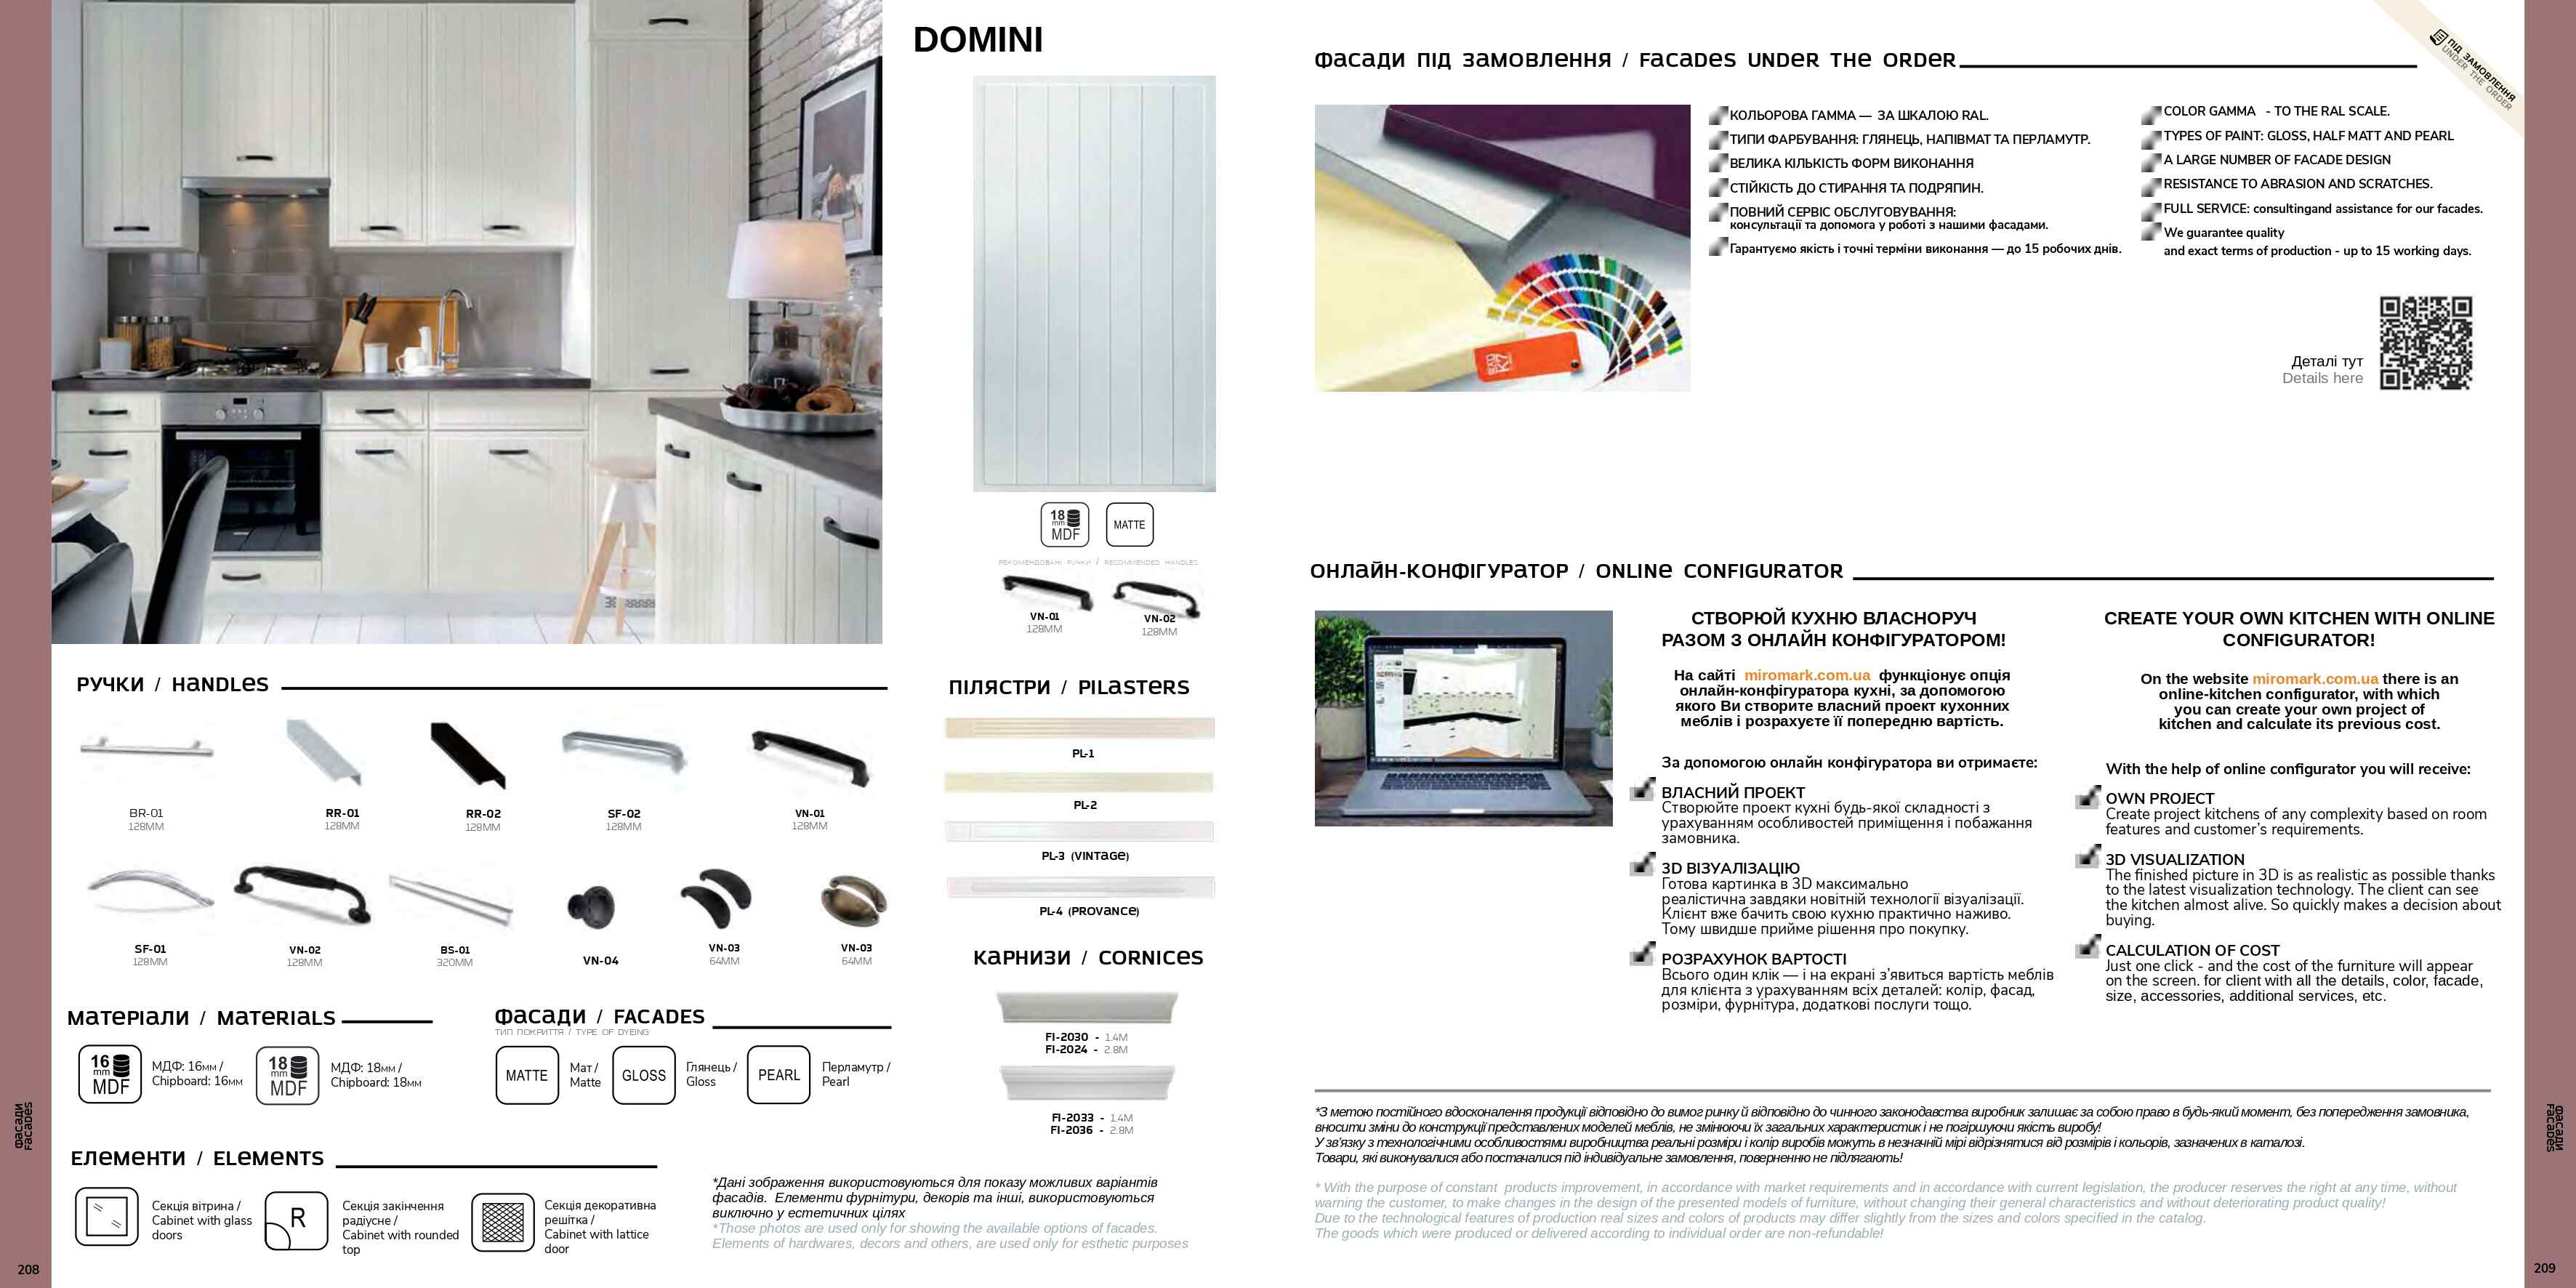 DOMINI
18
mm
MDF
MATTE
РЕКОМЕНДОВАНІ РУЧКИ / RECOMMENDED HANDLES
VN-01
128MM
VN-02
128MM
РУЧКИ / HANDLES
BR-01
128MM
RR-01
128MM
RR-02
128MM
SF-02
128MM
VN-01
128MM
SF-01
128MM
VN-02
128MM
BS-01
320MM
VN-04
VN-03
64MM
VN-03
64MM
ПІЛЯСТРИ / PILASTERS
PL-1
PL-2
PL-3 (VINTAGE)
PL-4 (PROVANCE)
КАРНИЗИ / CORNICES
FI-2030 - 1.4M
FI-2024 - 2.8M
FI-2033 - 1.4M
FI-2036 - 2.8M
МАТЕРІАЛИ / MATERIALS
16
mm
MDF
МДФ: 16мм /
Chipboard: 16мм
18
mm
MDF
МДФ: 18мм /
Chipboard: 18мм
ФАСАДИ / FACADES
ТИП ПОКРИТТЯ / TYPE OF DYEING
MATTE
Мат /
Matte
GLOSS
Глянець /
Gloss
PEARL
Перламутр /
Pearl
ЕЛЕМЕНТИ / ELEMENTS
Секція вітрина /
Cabinet with glass
doors
R
Секція закінчення
радіусне /
Cabinet with rounded
top
Секція декоративна
решітка /
Cabinet with lattice
door
*Дані зображення використовуються для показу можливих варіантів
фасадів. Елементи фурнітури, декорів та інші, використовуються
виключно у естетичних цілях
*Those photos are used only for showing the available options of facades.
Elements of hardwares, decors and others, are used only for esthetic purposes
ФАСАДИ
FACADES
208
ФАСАДИ ПІД ЗАМОВЛЕННЯ / FACADES UNDER THE ORDER
ПІД ЗАМОВЛЕННЯ
UNDER THE ORDER
КОЛЬОРОВА ГАММА — ЗА ШКАЛОЮ RAL.
ТИПИ ФАРБУВАННЯ: ГЛЯНЕЦЬ, НАПІВМАТ ТА ПЕРЛАМУТР.
ВЕЛИКА КІЛЬКІСТЬ ФОРМ ВИКОНАННЯ
СТІЙКІСТЬ ДО СТИРАННЯ ТА ПОДРЯПИН.
ПОВНИЙ СЕРВІС ОБСЛУГОВУВАННЯ:
консультації та допомога у роботі з нашими фасадами.
Гарантуємо якість і точні терміни виконання — до 15 робочих днів.
COLOR GAMMA - TO THE RAL SCALE.
TYPES OF PAINT: GLOSS, HALF MATT AND PEARL
A LARGE NUMBER OF FACADE DESIGN
RESISTANCE TO ABRASION AND SCRATCHES.
FULL SERVICE: consultingand assistance for our facades.
We guarantee quality
and exact terms of production - up to 15 working days.
Деталі тут
Details here
ОНЛАЙН-КОНФІГУРАТОР / ONLINE CONFIGURATOR
СТВОРЮЙ КУХНЮ ВЛАСНОРУЧ
РАЗОМ З ОНЛАЙН КОНФІГУРАТОРОМ!
На сайті miromark.com.ua функціонує опція
онлайн-конфігуратора кухні, за допомогою
якого Ви створите власний проект кухонних
меблів і розрахуєте її попередню вартість.
За допомогою онлайн конфігуратора ви отримаєте:
ВЛАСНИЙ ПРОЕКТ
Створюйте проект кухні будь-якої складності з
урахуванням особливостей приміщення і побажання
замовника.
3D ВІЗУАЛІЗАЦІЮ
Готова картинка в 3D максимально
реалістична завдяки новітній технології візуалізації.
Клієнт вже бачить свою кухню практично наживо.
Тому швидше прийме рішення про покупку.
РОЗРАХУНОК ВАРТОСТІ
Всього один клік — і на екрані з’явиться вартість меблів
для клієнта з урахуванням всіх деталей: колір, фасад,
розміри, фурнітура, додаткові послуги тощо.
CREATE YOUR OWN KITCHEN WITH ONLINE
CONFIGURATOR!
On the website miromark.com.ua there is an
online-kitchen configurator, with which
you can create your own project of
kitchen and calculate its previous cost.
With the help of online configurator you will receive:
OWN PROJECT
Create project kitchens of any complexity based on room
features and customer’s requirements.
3D VISUALIZATION
The finished picture in 3D is as realistic as possible thanks
to the latest visualization technology. The client can see
the kitchen almost alive. So quickly makes a decision about
buying.
CALCULATION OF COST
Just one click - and the cost of the furniture will appear
on the screen. for client with all the details, color, facade,
size, accessories, additional services, etc.
*З метою постійного вдосконалення продукції відповідно до вимог ринку й відповідно до чинного законодавства виробник залишає за собою право в будь-який момент, без попередження замовника,
вносити зміни до конструкції представлених моделей меблів, не змінюючи їх загальних характеристик і не погіршуючи якість виробу!
У зв’язку з технологічними особливостями виробництва реальні розміри і колір виробів можуть в незначній мірі відрізнятися від розмірів і кольорів, зазначених в каталозі.
Товари, які виконувалися або постачалися під індивідуальне замовлення, поверненню не підлягають!
* With the purpose of constant products improvement, in accordance with market requirements and in accordance with current legislation, the producer reserves the right at any time, without
warning the customer, to make changes in the design of the presented models of furniture, without changing their general characteristics and without deteriorating product quality!
Due to the technological features of production real sizes and colors of products may differ slightly from the sizes and colors specified in the catalog.
The goods which were produced or delivered according to individual order are non-refundable!
ФАСАДИ
FACADES
209